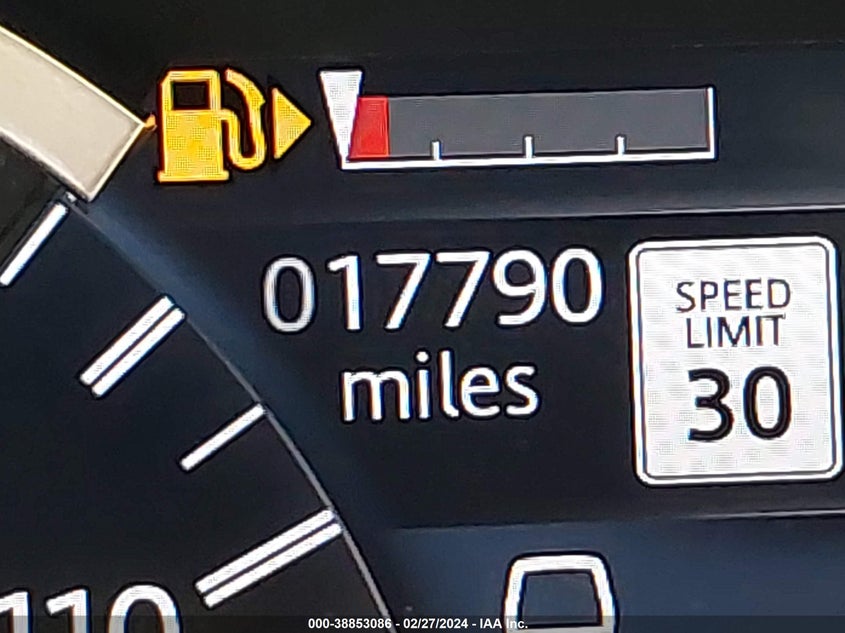 017790
miles
SPEED
LIMIT
30
110
000-38853086 - 02/27/2024 - IAA Inc.